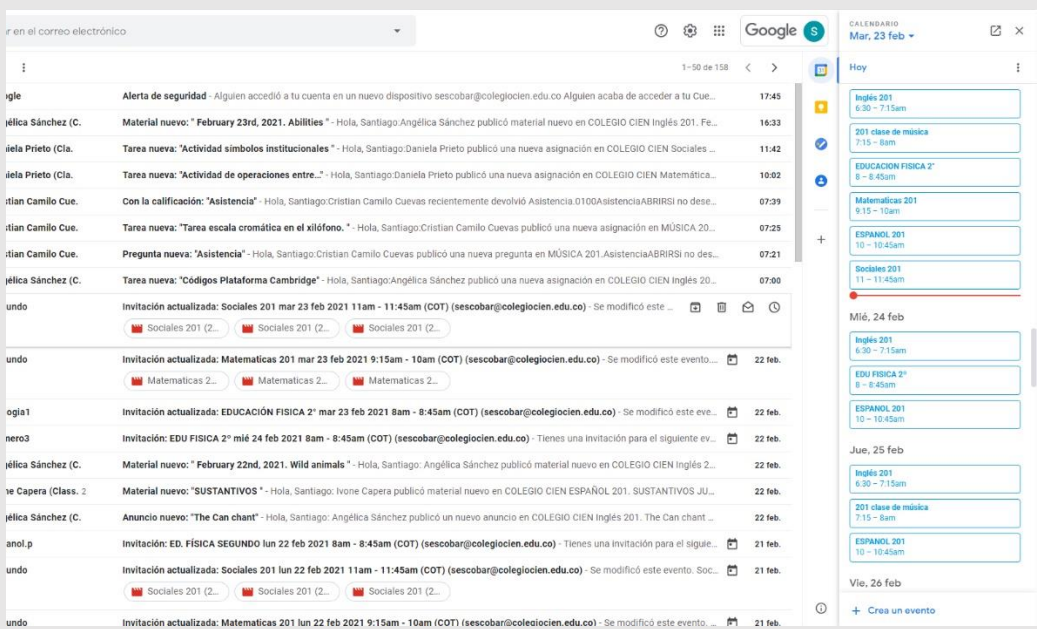 r en el correo electrónico
Google
S
1–50 de 158
ogle Alerta de seguridad - Alguien accedió a tu cuenta en un nuevo dispositivo sescobar@colegiocien.edu.co Alguien acaba de acceder a tu Cue... 17:45
gélica Sánchez (C. Material nuevo: " February 23rd, 2021. Abilities " - Hola, Santiago:Angélica Sánchez publicó material nuevo en COLEGIO CIEN Inglés 201. Fe... 16:33
niela Prieto (Cla. Tarea nueva: "Actividad símbolos institucionales " - Hola, Santiago:Daniela Prieto publicó una nueva asignación en COLEGIO CIEN Sociales ... 11:42
niela Prieto (Cla. Tarea nueva: "Actividad de operaciones entre..." - Hola, Santiago:Daniela Prieto publicó una nueva asignación en COLEGIO CIEN Matemática... 10:02
stian Camilo Cue. Con la calificación: "Asistencia" - Hola, Santiago:Cristian Camilo Cuevas recientemente devolvió Asistencia.0100AsistenciaABRIRSi no dese... 07:39
stian Camilo Cue. Tarea nueva: "Tarea escala cromática en el xilófono. " - Hola, Santiago:Cristian Camilo Cuevas publicó una nueva asignación en MÚSICA 20... 07:25
stian Camilo Cue. Pregunta nueva: "Asistencia" - Hola, Santiago:Cristian Camilo Cuevas publicó una nueva pregunta en MÚSICA 201.AsistenciaABRIRSi no des... 07:21
gélica Sánchez (C. Tarea nueva: "Códigos Plataforma Cambridge" - Hola, Santiago:Angélica Sánchez publicó una nueva asignación en COLEGIO CIEN Inglés 20... 07:00
undo Invitación actualizada: Sociales 201 mar 23 feb 2021 11am - 11:45am (COT) (sescobar@colegiocien.edu.co) - Se modificó este ...
Sociales 201 (2... Sociales 201 (2... Sociales 201 (2...
undo Invitación actualizada: Matematicas 201 mar 23 feb 2021 9:15am - 10am (COT) (sescobar@colegiocien.edu.co) - Se modificó este evento.... 22 feb.
Matematicas 2... Matematicas 2... Matematicas 2...
ogia1 Invitación actualizada: EDUCACIÓN FISICA 2° mar 23 feb 2021 8am - 8:45am (COT) (sescobar@colegiocien.edu.co) - Se modificó este eve... 22 feb.
mero3 Invitación: EDU FISICA 2º mié 24 feb 2021 8am - 8:45am (COT) (sescobar@colegiocien.edu.co) - Tienes una invitación para el siguiente ev... 22 feb.
gélica Sánchez (C. Material nuevo: " February 22nd, 2021. Wild animals " - Hola, Santiago: Angélica Sánchez publicó material nuevo en COLEGIO CIEN Inglés 2... 22 feb.
ne Capera (Class. 2 Material nuevo: "SUSTANTIVOS " - Hola, Santiago: Ivone Capera publicó material nuevo en COLEGIO CIEN ESPAÑOL 201. SUSTANTIVOS JU... 22 feb.
gélica Sánchez (C. Anuncio nuevo: "The Can chant" - Hola, Santiago: Angélica Sánchez publicó un nuevo anuncio en COLEGIO CIEN Inglés 201. The Can chant ... 22 feb.
anol.p Invitación: ED. FÍSICA SEGUNDO lun 22 feb 2021 8am - 8:45am (COT) (sescobar@colegiocien.edu.co) - Tienes una invitación para el siguie... 21 feb.
undo Invitación actualizada: Sociales 201 lun 22 feb 2021 11am - 11:45am (COT) (sescobar@colegiocien.edu.co) - Se modificó este evento. Soc... 21 feb.
Sociales 201 (2... Sociales 201 (2... Sociales 201 (2...
undo Invitación actualizada: Matematicas 201 lun 22 feb 2021 9:15am - 10am (COT) (sescobar@colegiocien.edu.co) - Se modificó este evento. ... 21 feb.
CALENDARIO
Mar, 23 feb
Hoy
Inglés 201
6:30 – 7:15am
201 clase de música
7:15 – 8am
EDUCACION FISICA 2°
8 – 8:45am
Matematicas 201
9:15 – 10am
ESPANOL 201
10 – 10:45am
Sociales 201
11 – 11:45am
Mié, 24 feb
Inglés 201
6:30 – 7:15am
EDU FISICA 2º
8 – 8:45am
ESPANOL 201
10 – 10:45am
Jue, 25 feb
Inglés 201
6:30 – 7:15am
201 clase de música
7:15 – 8am
ESPANOL 201
10 – 10:45am
Vie, 26 feb
+ Crea un evento